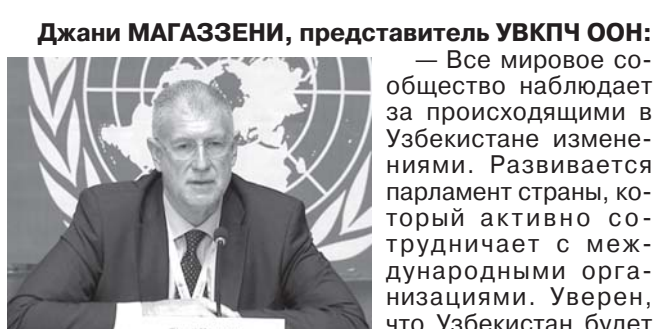 Джани МАГАЗЗЕНИ, представитель УВКПЧ ООН:
— Все мировое со-
общество наблюдает
за происходящими в
Узбекистане измене-
ниями. Развивается
парламент страны, ко-
торый активно со-
трудничает с меж-
дународными орга-
низациями. Уверен,
что Узбекистан будет